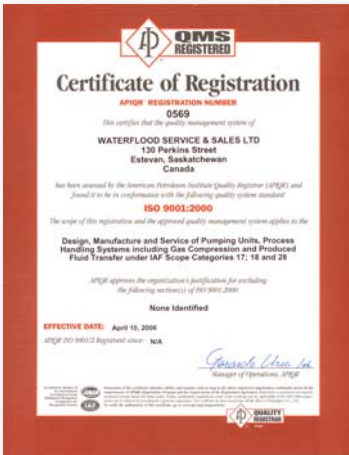 QMS
REGISTERED
Certificate of Registration
APIQR® REGISTRATION NUMBER
0569
This certifies that the quality management system of
WATERFLOOD SERVICE & SALES LTD
130 Perkins Street
Estevan, Saskatchewan
Canada
has been assessed by the American Petroleum Institute Quality Registrar (APIQR) and
found it to be in conformance with the following quality system standard:
ISO 9001:2000
The scope of this registration and the approved quality management system applies to the
Design, Manufacture and Service of Pumping Units, Process
Handling Systems including Gas Compression and Produced
Fluid Transfer under IAF Scope Categories 17; 18 and 28
APIQR approves the organization's justification for excluding
the following section(s) of ISO 9001:2000:
None Identified
EFFECTIVE DATE: April 10, 2006
APIQR ISO 9001/2 Registrant since: N/A
Manager of Operations, APIQR
IAF
QUALITY
REGISTRAR